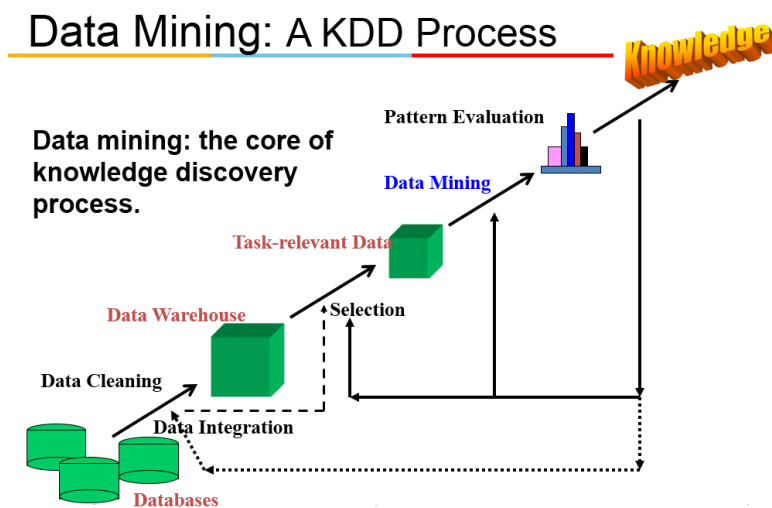 Data Mining: A KDD Process
Knowledge
Pattern Evaluation
Data mining: the core of
knowledge discovery
process.
Data Mining
Task-relevant Data
Selection
Data Warehouse
Data Cleaning
Data Integration
Databases